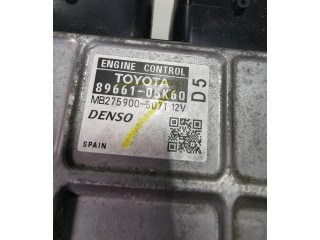 ENGINE CONTROL
TOYOTA
89661-05K60
D5
MB275900-5071 12V
DENSO
SPAIN